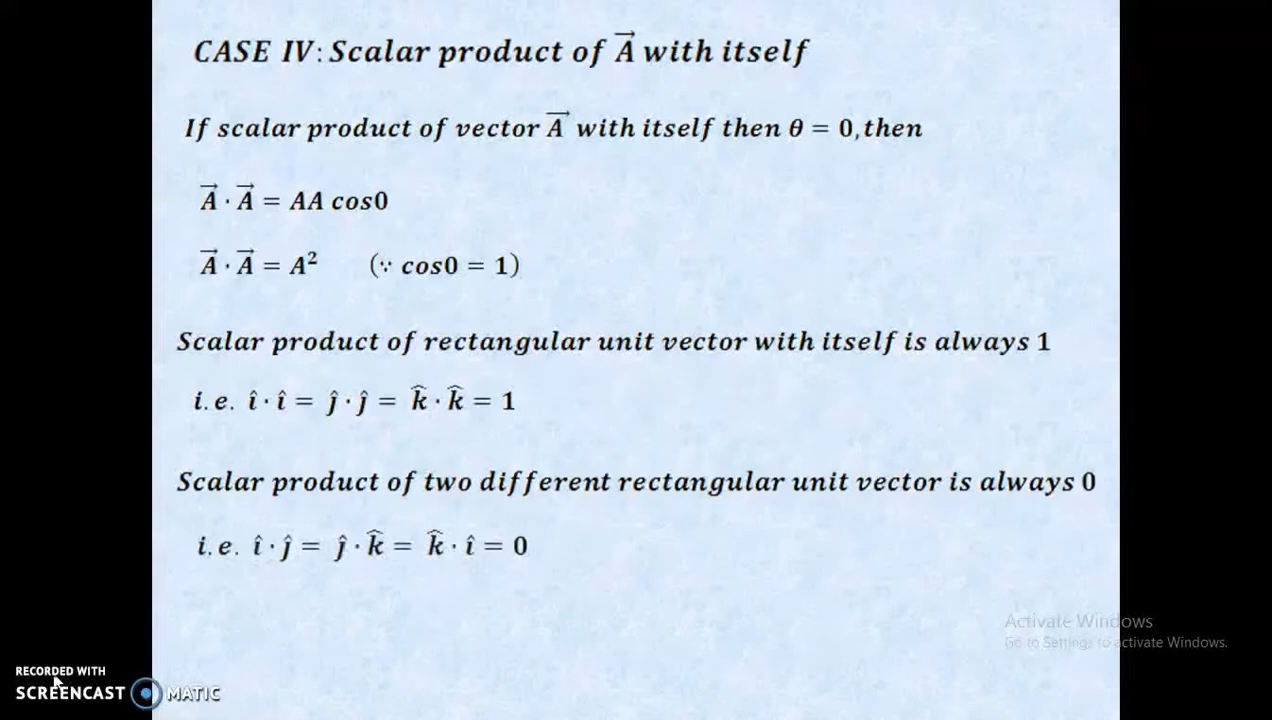 CASE IV: Scalar product of A⃗ with itself
If scalar product of vector A⃗ with itself then θ = 0, then
A⃗ · A⃗ = AA cos0
A⃗ · A⃗ = A² (∵ cos0 = 1)
Scalar product of rectangular unit vector with itself is always 1
i.e. î · î = ĵ · ĵ = k̂ · k̂ = 1
Scalar product of two different rectangular unit vector is always 0
i.e. î · ĵ = ĵ · k̂ = k̂ · î = 0
Activate Windows
Go to Settings to activate Windows.
RECORDED WITH
SCREENCAST MATIC